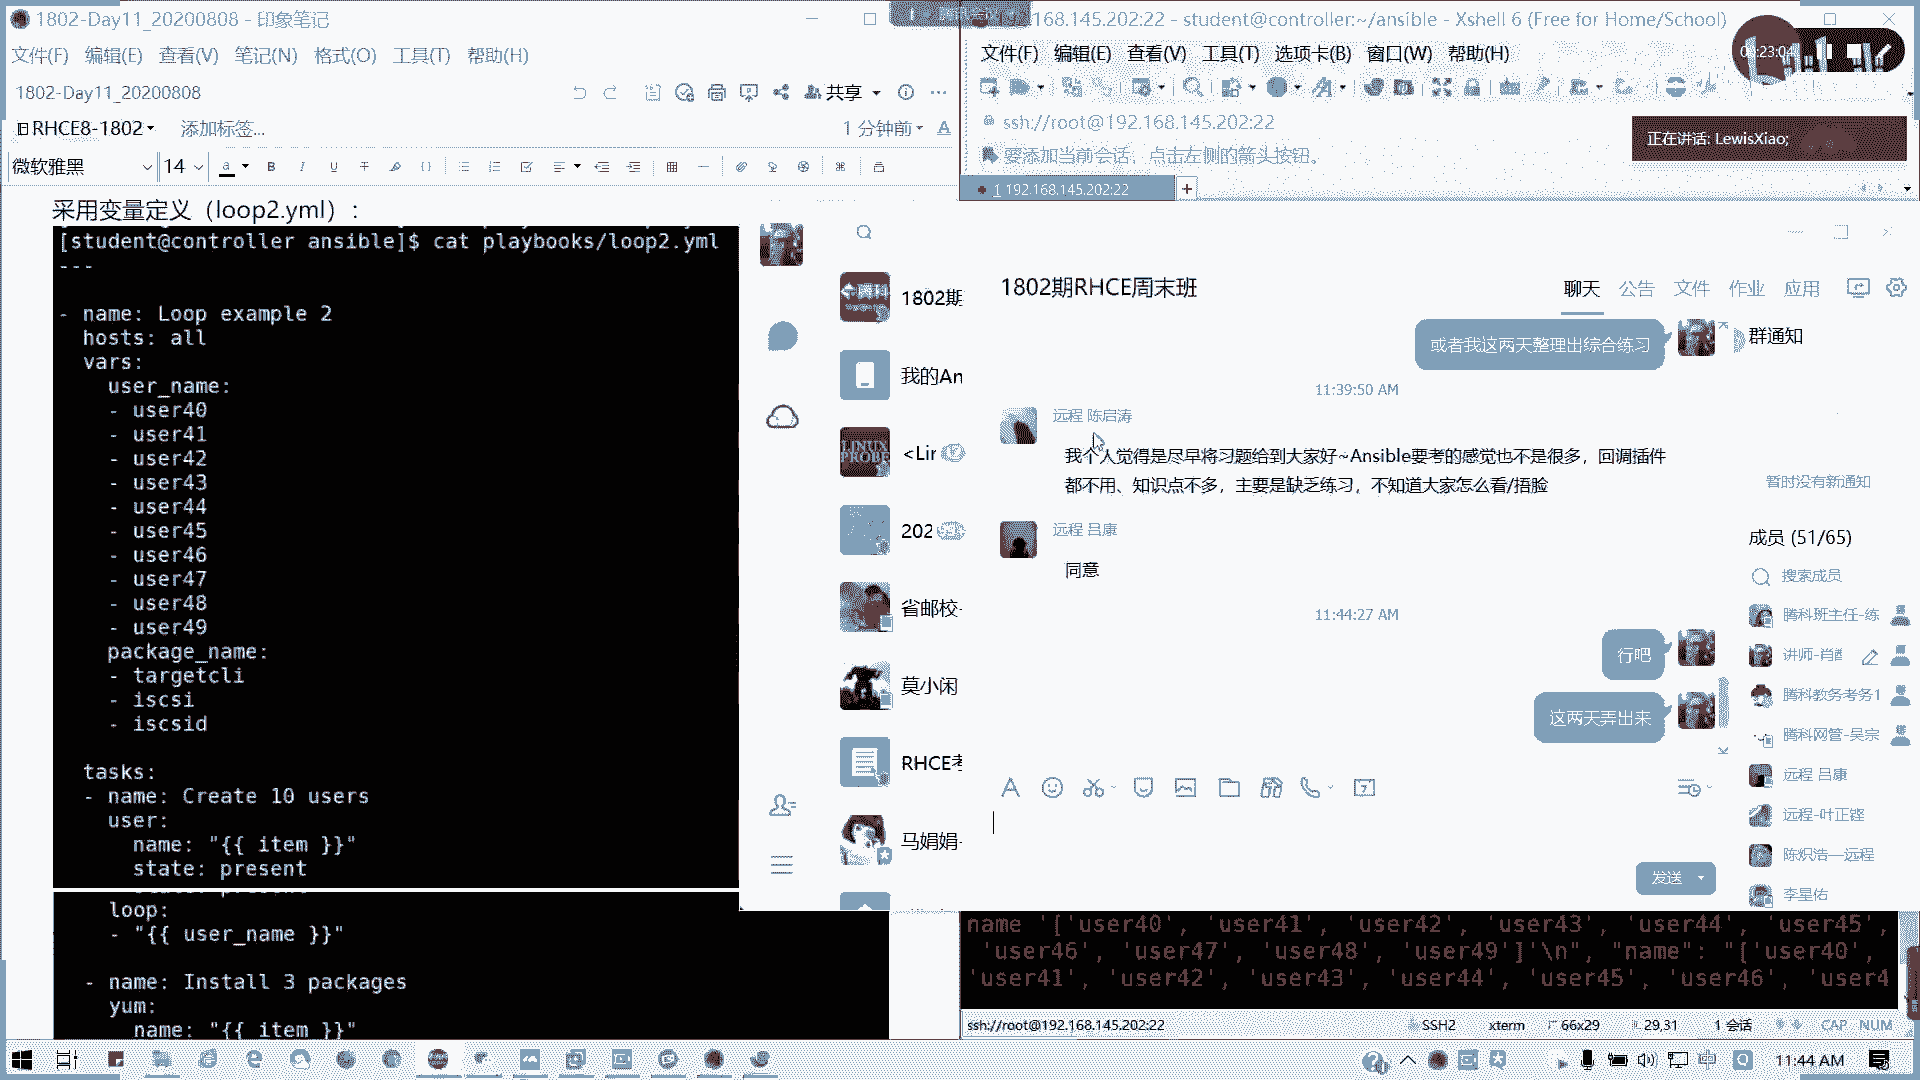 1802-Day11_20200808 - 印象笔记
文件(F) 编辑(E) 查看(V) 笔记(N) 格式(O) 工具(T) 帮助(H)
1802-Day11_20200808
共享
RHCE8-1802
添加标签...
1 分钟前
微软雅黑
14
采用变量定义（loop2.yml）：
[student@controller ansible]$ cat playbooks/loop2.yml
---
- name: Loop example 2
hosts: all
vars:
user_name:
- user40
- user41
- user42
- user43
- user44
- user45
- user46
- user47
- user48
- user49
package_name:
- targetcli
- iscsi
- iscsid
tasks:
- name: Create 10 users
user:
name: "{{ item }}"
state: present
loop:
- "{{ user_name }}"
- name: Install 3 packages
yum:
name: "{{ item }}"
168.145.202:22 - student@controller:~/ansible - Xshell 6 (Free for Home/School)
文件(F) 编辑(E) 查看(V) 工具(T) 选项卡(B) 窗口(W) 帮助(H)
ssh://root@192.168.145.202:22
要添加当前会话，点击左侧的箭头按钮。
正在讲话: LewisXiao;
1 192.168.145.202:22
1802期
我的An
<Lir
202
省邮校-
莫小闲
RHCE考
马娟娟-
1802期RHCE周末班
聊天 公告 文件 作业 应用
或者我这两天整理出综合练习
11:39:50 AM
远程 陈启涛
我个人觉得是尽早将习题给到大家好~Ansible要考的感觉也不是很多，回调插件
都不用、知识点不多，主要是缺乏练习，不知道大家怎么看/捂脸
远程 吕康
同意
11:44:27 AM
行吧
这两天弄出来
发送
群通知
暂时没有新通知
成员 (51/65)
搜索成员
腾科班主任-练
讲师-肖
腾科教务考务1
腾科网管-吴宗
远程 吕康
远程-叶正铿
陈炽浩—远程
李星佑
name '['user40', 'user41', 'user42', 'user43', 'user44', 'user45',
'user46', 'user47', 'user48', 'user49']'\n", "name": "['user40',
'user41', 'user42', 'user43', 'user44', 'user45', 'user46', 'user4
ssh://root@192.168.145.202:22
SSH2
xterm
66x29
29,31
1 会话
CAP NUM
11:44 AM